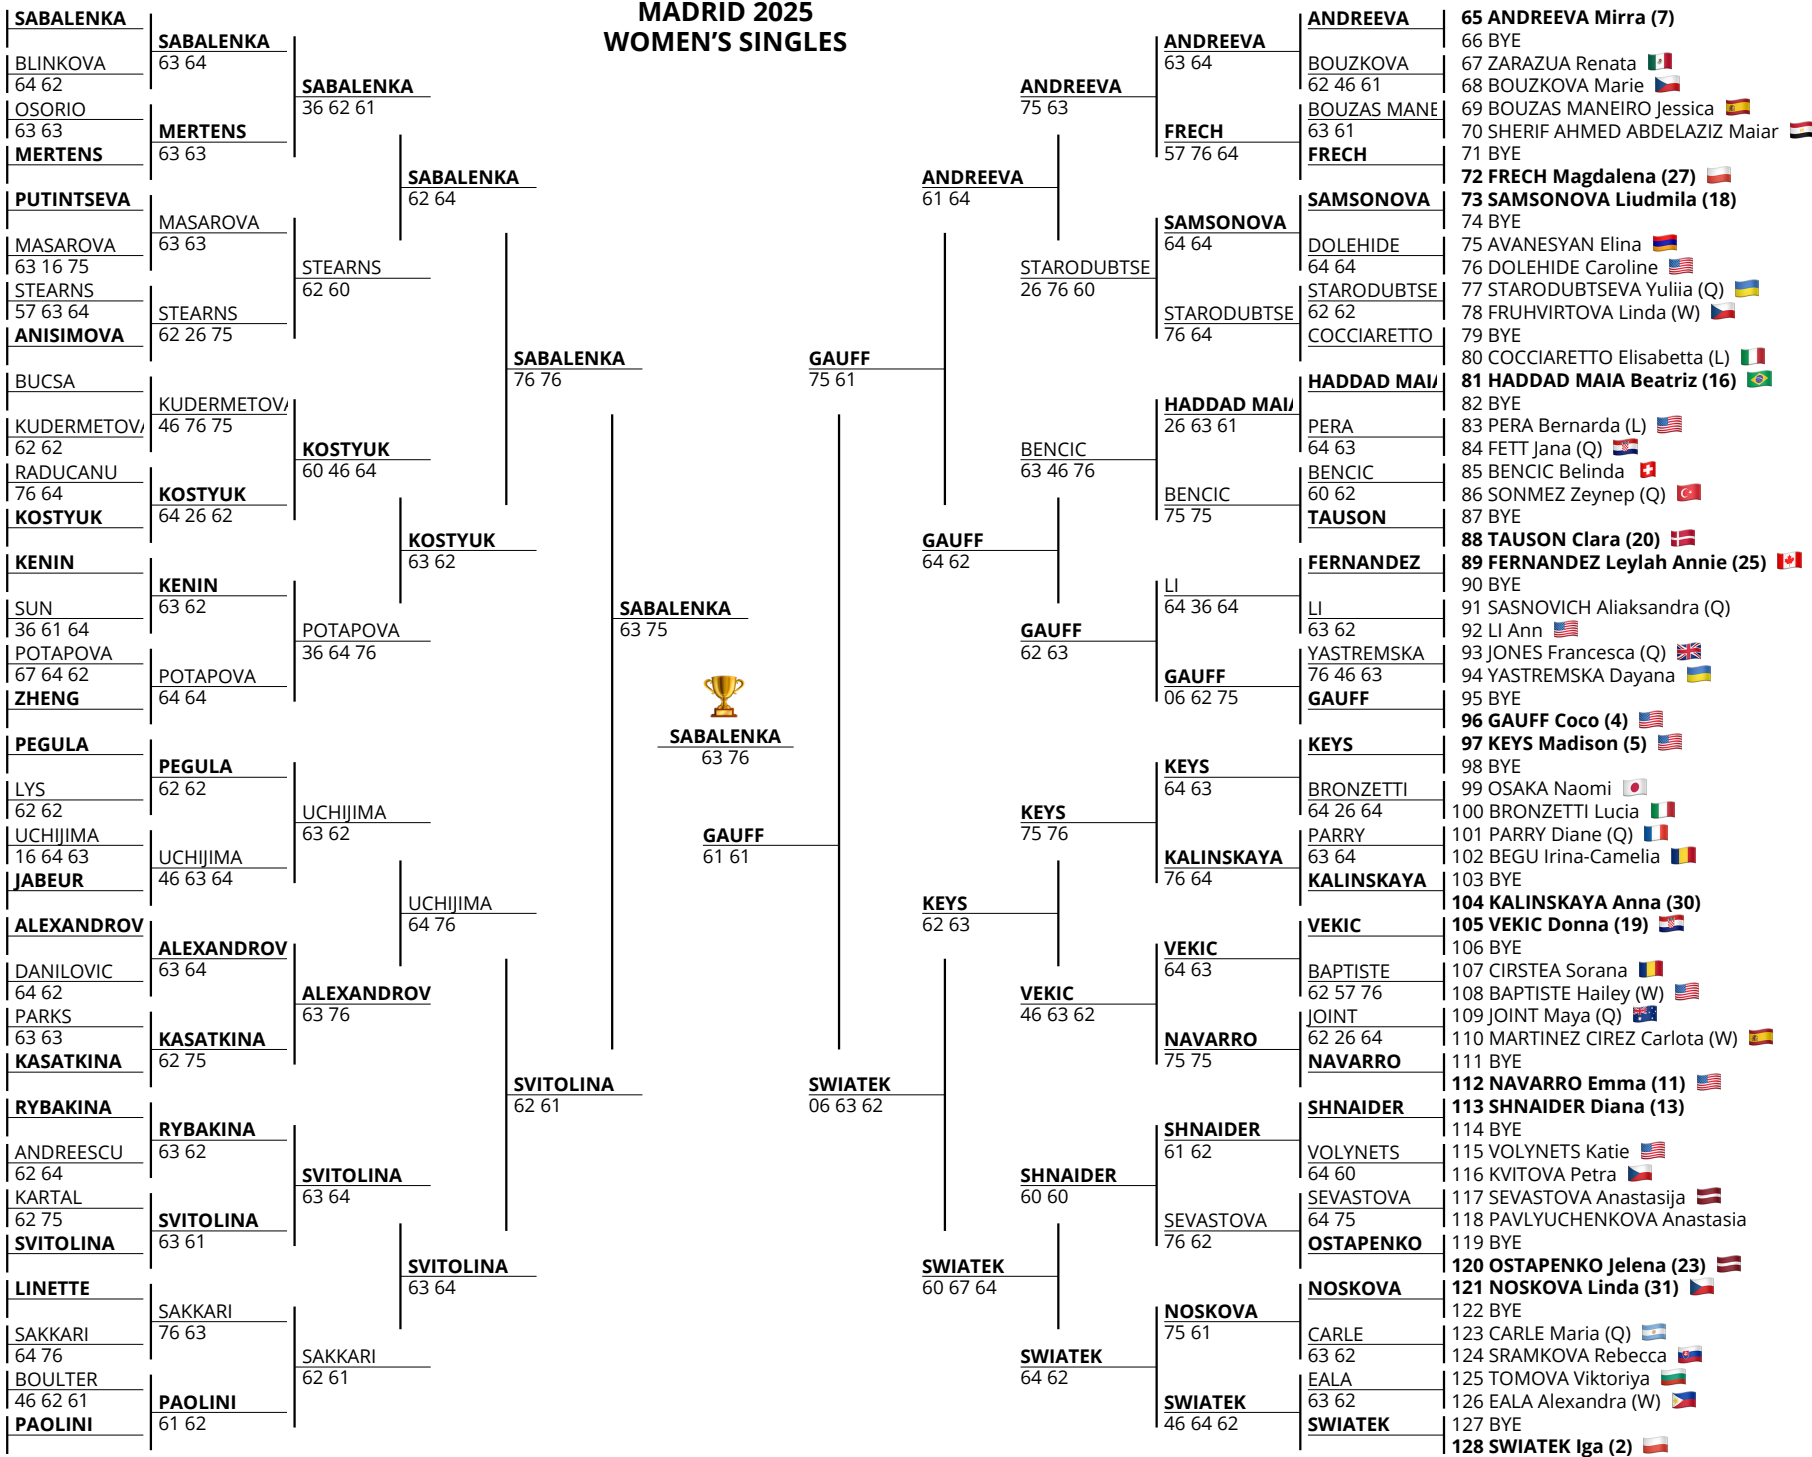 MADRID 2025
WOMEN'S SINGLES
SABALENKA
BLINKOVA
64 62
OSORIO
63 63
MERTENS
PUTINTSEVA
MASAROVA
63 16 75
STEARNS
57 63 64
ANISIMOVA
BUCSA
KUDERMETOVA
62 62
RADUCANU
76 64
KOSTYUK
KENIN
SUN
36 61 64
POTAPOVA
67 64 62
ZHENG
PEGULA
LYS
62 62
UCHIJIMA
16 64 63
JABEUR
ALEXANDROV
DANILOVIC
64 62
PARKS
63 63
KASATKINA
RYBAKINA
ANDREESCU
62 64
KARTAL
62 75
SVITOLINA
LINETTE
SAKKARI
64 76
BOULTER
46 62 61
PAOLINI
SABALENKA
63 64
MERTENS
63 63
MASAROVA
63 63
STEARNS
62 26 75
KUDERMETOVA
46 76 75
KOSTYUK
64 26 62
KENIN
63 62
POTAPOVA
64 64
PEGULA
62 62
UCHIJIMA
46 63 64
ALEXANDROV
63 64
KASATKINA
62 75
RYBAKINA
63 62
SVITOLINA
63 61
SAKKARI
76 63
PAOLINI
61 62
SABALENKA
36 62 61
STEARNS
62 60
KOSTYUK
60 46 64
POTAPOVA
36 64 76
UCHIJIMA
63 62
ALEXANDROV
63 76
SVITOLINA
63 64
SAKKARI
62 61
SABALENKA
62 64
KOSTYUK
63 62
UCHIJIMA
64 76
SVITOLINA
63 64
SABALENKA
76 76
SVITOLINA
62 61
SABALENKA
63 75
SABALENKA
63 76
GAUFF
61 61
GAUFF
75 61
SWIATEK
06 63 62
ANDREEVA
61 64
GAUFF
64 62
KEYS
62 63
SWIATEK
60 67 64
ANDREEVA
75 63
STARODUBTSE
26 76 60
BENCIC
63 46 76
GAUFF
62 63
KEYS
75 76
VEKIC
46 63 62
SHNAIDER
60 60
SWIATEK
64 62
ANDREEVA
63 64
FRECH
57 76 64
SAMSONOVA
64 64
STARODUBTSE
76 64
HADDAD MAIA
26 63 61
BENCIC
75 75
LI
64 36 64
GAUFF
06 62 75
KEYS
64 63
KALINSKAYA
76 64
VEKIC
64 63
NAVARRO
75 75
SHNAIDER
61 62
SEVASTOVA
76 62
NOSKOVA
75 61
SWIATEK
46 64 62
ANDREEVA
BOUZKOVA
62 46 61
BOUZAS MANE
63 61
FRECH
SAMSONOVA
DOLEHIDE
64 64
STARODUBTSE
62 62
COCCIARETTO
HADDAD MAIA
PERA
64 63
BENCIC
60 62
TAUSON
FERNANDEZ
LI
63 62
YASTREMSKA
76 46 63
GAUFF
KEYS
BRONZETTI
64 26 64
PARRY
63 64
KALINSKAYA
VEKIC
BAPTISTE
62 57 76
JOINT
62 26 64
NAVARRO
SHNAIDER
VOLYNETS
64 60
SEVASTOVA
64 75
OSTAPENKO
NOSKOVA
CARLE
63 62
EALA
63 62
SWIATEK
65 ANDREEVA Mirra (7)
66 BYE
67 ZARAZUA Renata
68 BOUZKOVA Marie
69 BOUZAS MANEIRO Jessica
70 SHERIF AHMED ABDELAZIZ Maiar
71 BYE
72 FRECH Magdalena (27)
73 SAMSONOVA Liudmila (18)
74 BYE
75 AVANESYAN Elina
76 DOLEHIDE Caroline
77 STARODUBTSEVA Yuliia (Q)
78 FRUHVIRTOVA Linda (W)
79 BYE
80 COCCIARETTO Elisabetta (L)
81 HADDAD MAIA Beatriz (16)
82 BYE
83 PERA Bernarda (L)
84 FETT Jana (Q)
85 BENCIC Belinda
86 SONMEZ Zeynep (Q)
87 BYE
88 TAUSON Clara (20)
89 FERNANDEZ Leylah Annie (25)
90 BYE
91 SASNOVICH Aliaksandra (Q)
92 LI Ann
93 JONES Francesca (Q)
94 YASTREMSKA Dayana
95 BYE
96 GAUFF Coco (4)
97 KEYS Madison (5)
98 BYE
99 OSAKA Naomi
100 BRONZETTI Lucia
101 PARRY Diane (Q)
102 BEGU Irina-Camelia
103 BYE
104 KALINSKAYA Anna (30)
105 VEKIC Donna (19)
106 BYE
107 CIRSTEA Sorana
108 BAPTISTE Hailey (W)
109 JOINT Maya (Q)
110 MARTINEZ CIREZ Carlota (W)
111 BYE
112 NAVARRO Emma (11)
113 SHNAIDER Diana (13)
114 BYE
115 VOLYNETS Katie
116 KVITOVA Petra
117 SEVASTOVA Anastasija
118 PAVLYUCHENKOVA Anastasia
119 BYE
120 OSTAPENKO Jelena (23)
121 NOSKOVA Linda (31)
122 BYE
123 CARLE Maria (Q)
124 SRAMKOVA Rebecca
125 TOMOVA Viktoriya
126 EALA Alexandra (W)
127 BYE
128 SWIATEK Iga (2)